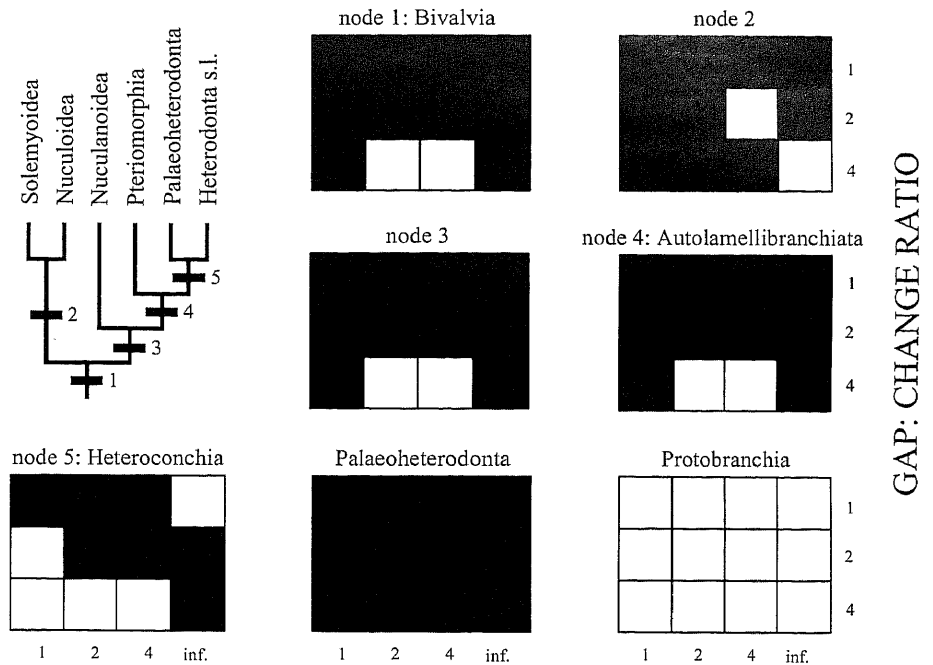 Solemyoidea
Nuculoidea
Nuculanoidea
Pteriomorphia
Palaeoheterodonta
Heterodonta s.l.
5
2
4
3
1
node 1: Bivalvia
node 2
1
2
4
node 3
node 4: Autolamellibranchiata
1
2
4
node 5: Heteroconchia
Palaeoheterodonta
Protobranchia
1
2
4
1 2 4 inf.
1 2 4 inf.
1 2 4 inf.
GAP: CHANGE RATIO